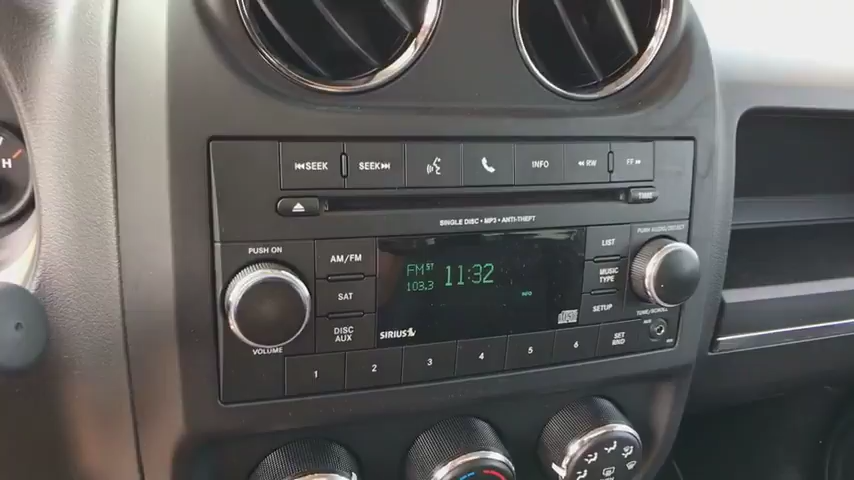 H
SEEK SEEK INFO RW FF
SINGLE DISC • MP3 • ANTI-THEFT
PUSH ON
VOLUME
AM/FM
SAT
DISC
AUX
FM ST 11:32
103.3
INFO
SIRIUS
LIST
MUSIC
TYPE
SETUP
PUSH AUDIO/SELECT
TUNE/SCROLL
SET
RND
1 2 3 4 5 6